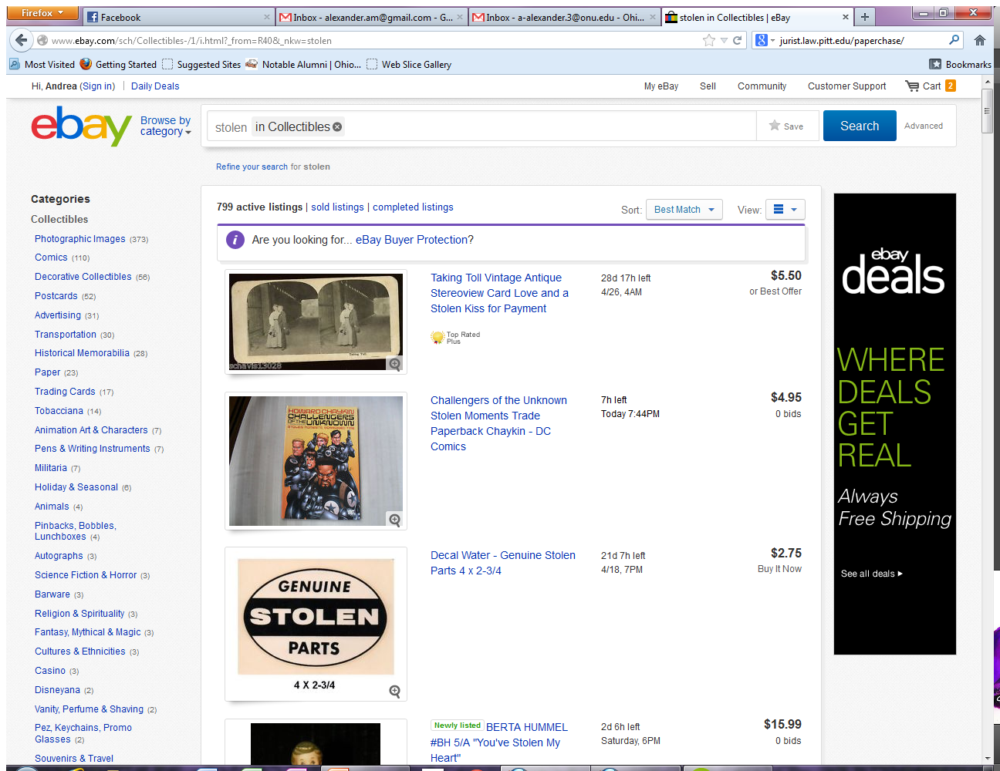 Firefox
Facebook
Inbox - alexander.am@gmail.com - G...
Inbox - a-alexander.3@onu.edu - Ohi...
stolen in Collectibles | eBay
www.ebay.com/sch/Collectibles-/1/i.html?_from=R40&_nkw=stolen
jurist.law.pitt.edu/paperchase/
Most Visited
Getting Started
Suggested Sites
Notable Alumni | Ohio...
Web Slice Gallery
Bookmarks
Hi, Andrea (Sign in)
Daily Deals
My eBay
Sell
Community
Customer Support
Cart 2
ebay
Browse by category
stolen in Collectibles
Save
Search
Advanced
Refine your search for stolen
Categories
Collectibles
Photographic Images (373)
Comics (110)
Decorative Collectibles (56)
Postcards (52)
Advertising (31)
Transportation (30)
Historical Memorabilia (28)
Paper (23)
Trading Cards (17)
Tobacciana (14)
Animation Art & Characters (7)
Pens & Writing Instruments (7)
Militaria (7)
Holiday & Seasonal (6)
Animals (4)
Pinbacks, Bobbles,
Lunchboxes (4)
Autographs (3)
Science Fiction & Horror (3)
Barware (3)
Religion & Spirituality (3)
Fantasy, Mythical & Magic (3)
Cultures & Ethnicities (3)
Casino (3)
Disneyana (2)
Vanity, Perfume & Shaving (2)
Pez, Keychains, Promo
Glasses (2)
Souvenirs & Travel
799 active listings | sold listings | completed listings
Sort: Best Match
View:
Are you looking for... eBay Buyer Protection?
Taking Toll
schavis13028
Taking Toll Vintage Antique
Stereoview Card Love and a
Stolen Kiss for Payment
Top Rated
Plus
28d 17h left
4/26, 4AM
$5.50
or Best Offer
HOWARD CHAYKIN
CHALLENGERS
OF THE UNKNOWN
STOLEN MOMENTS, BORROWED TIME
Challengers of the Unknown
Stolen Moments Trade
Paperback Chaykin - DC
Comics
7h left
Today 7:44PM
$4.95
0 bids
GENUINE
STOLEN
PARTS
4 X 2-3/4
Decal Water - Genuine Stolen
Parts 4 x 2-3/4
21d 7h left
4/18, 7PM
$2.75
Buy It Now
Newly listed BERTA HUMMEL
#BH 5/A "You've Stolen My
Heart"
2d 6h left
Saturday, 6PM
$15.99
0 bids
ebay
deals
WHERE
DEALS
GET
REAL
Always
Free Shipping
See all deals